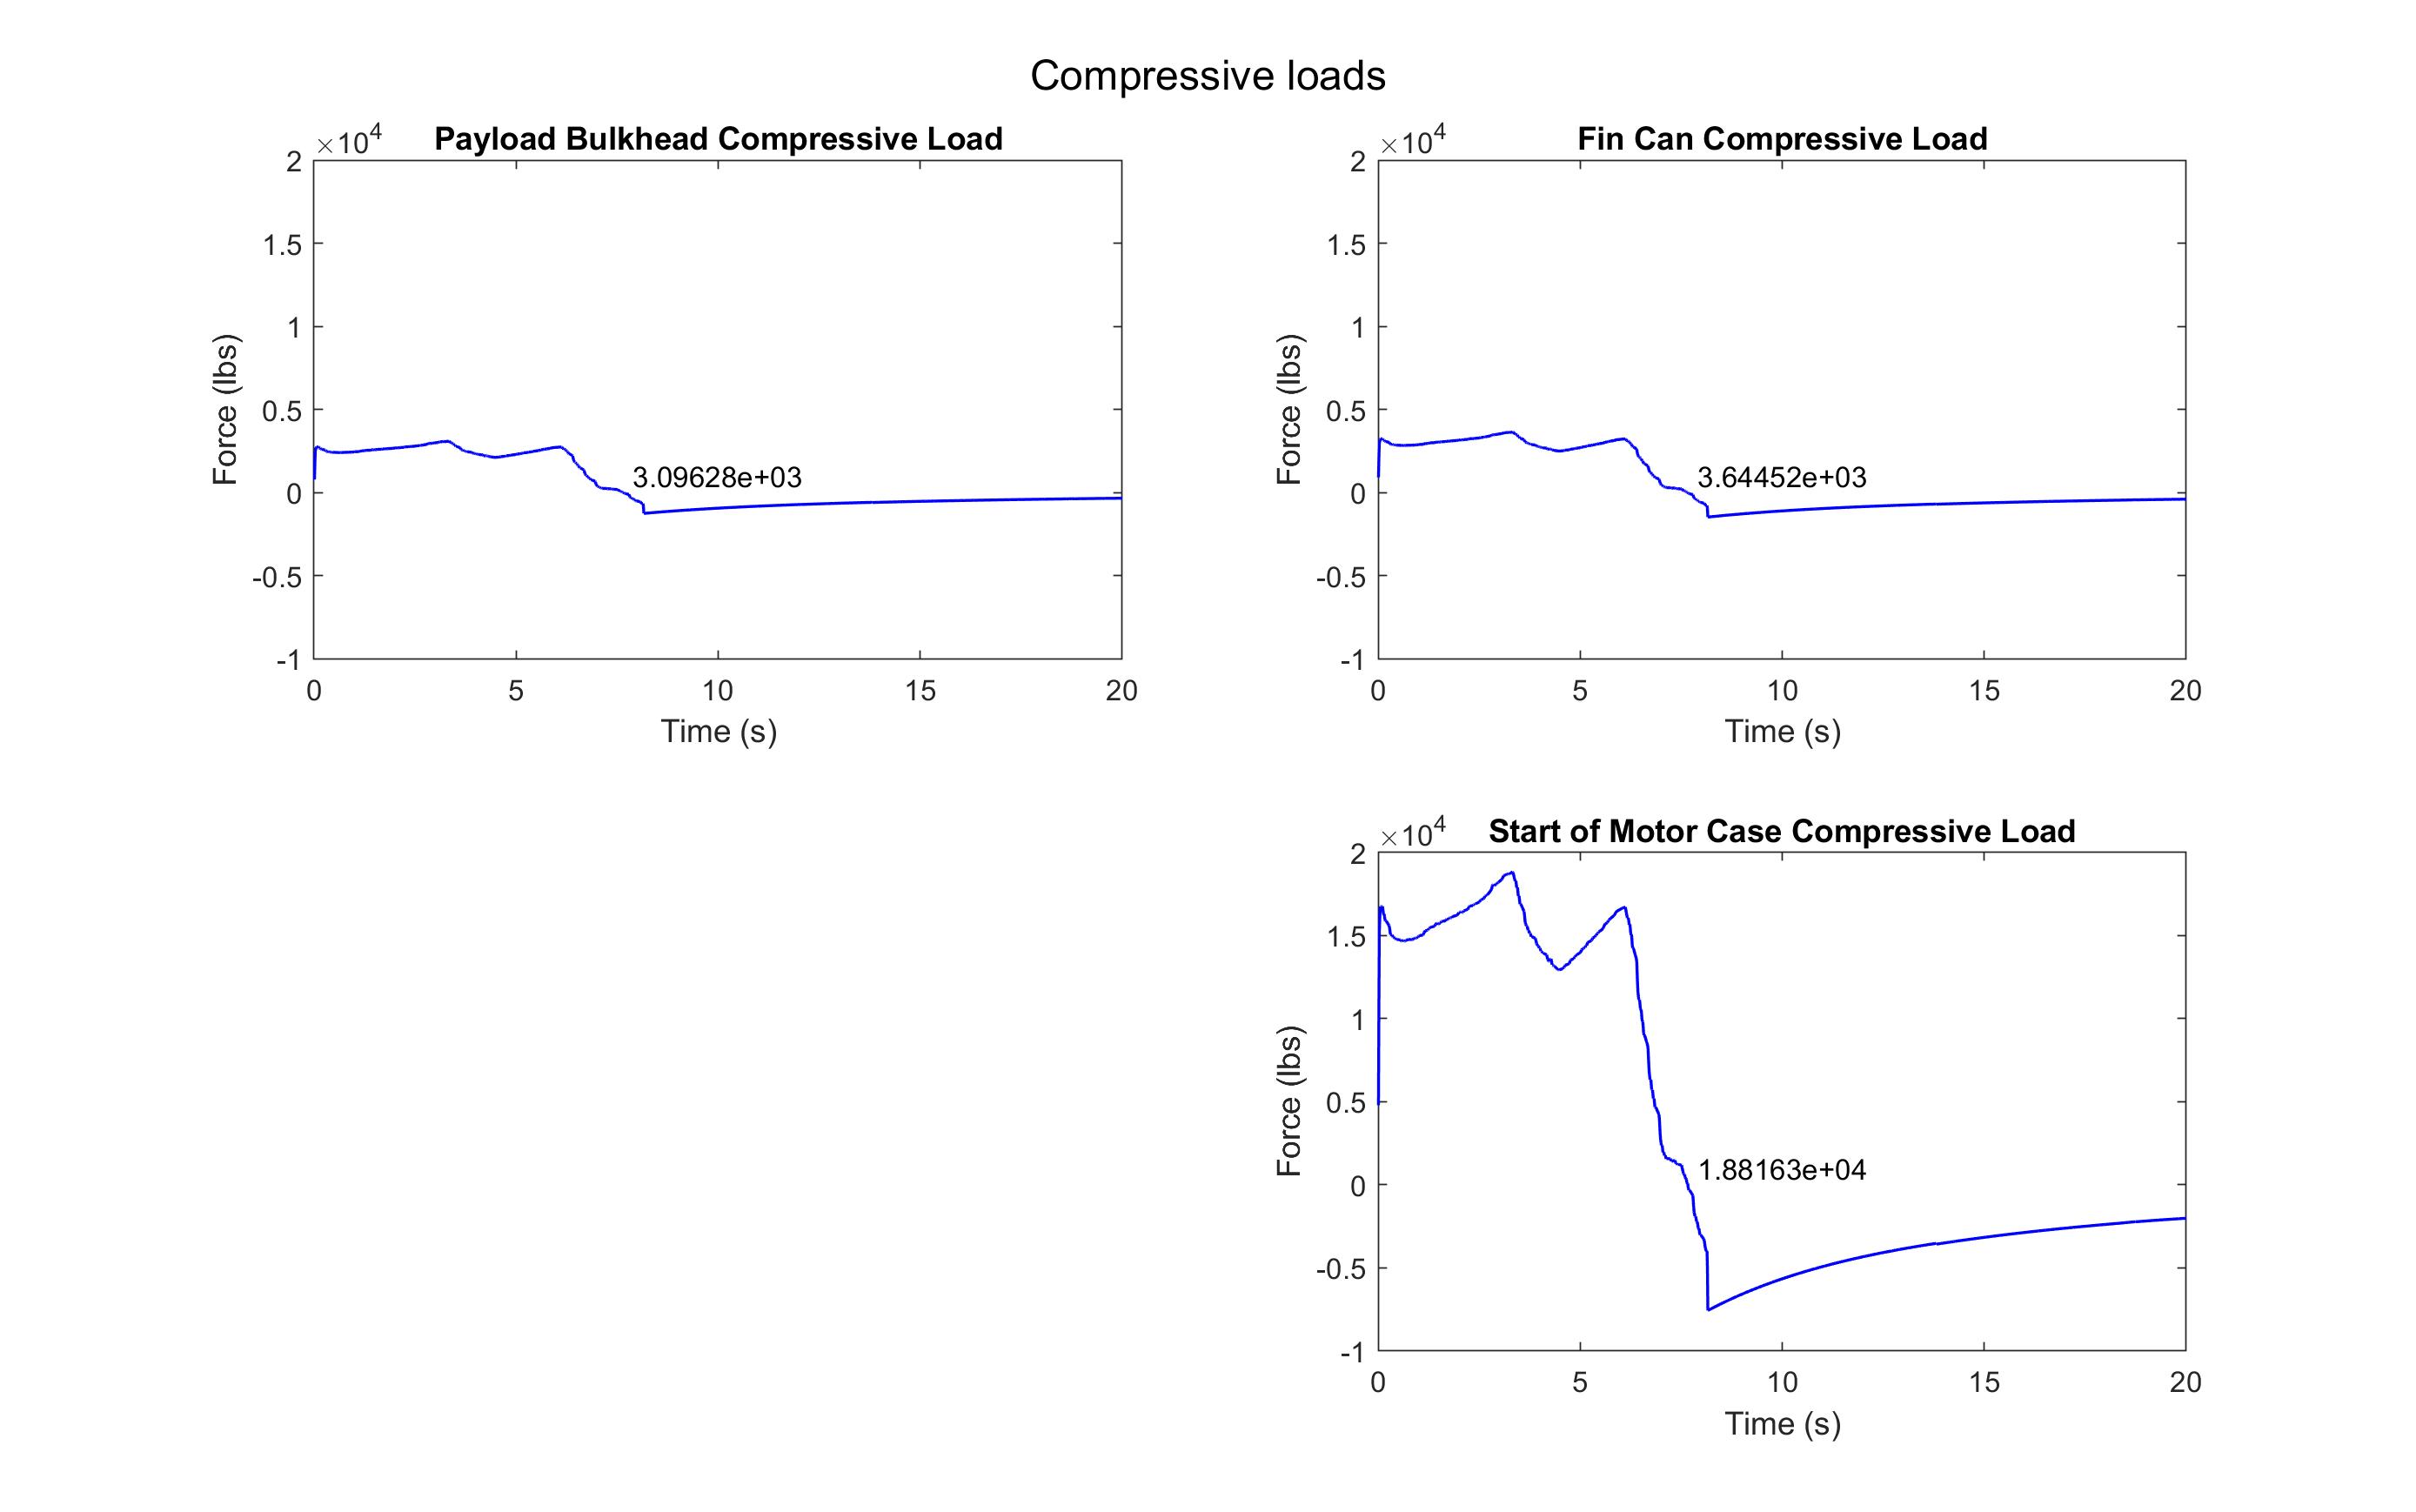 Compressive loads
Payload Bulkhead Compressive Load
×10^4
2
1.5
1
0.5
0
-0.5
-1
Force (lbs)
3.09628e+03
0 5 10 15 20
Time (s)
Fin Can Compressive Load
×10^4
2
1.5
1
0.5
0
-0.5
-1
Force (lbs)
3.64452e+03
0 5 10 15 20
Time (s)
Start of Motor Case Compressive Load
×10^4
2
1.5
1
0.5
0
-0.5
-1
Force (lbs)
1.88163e+04
0 5 10 15 20
Time (s)